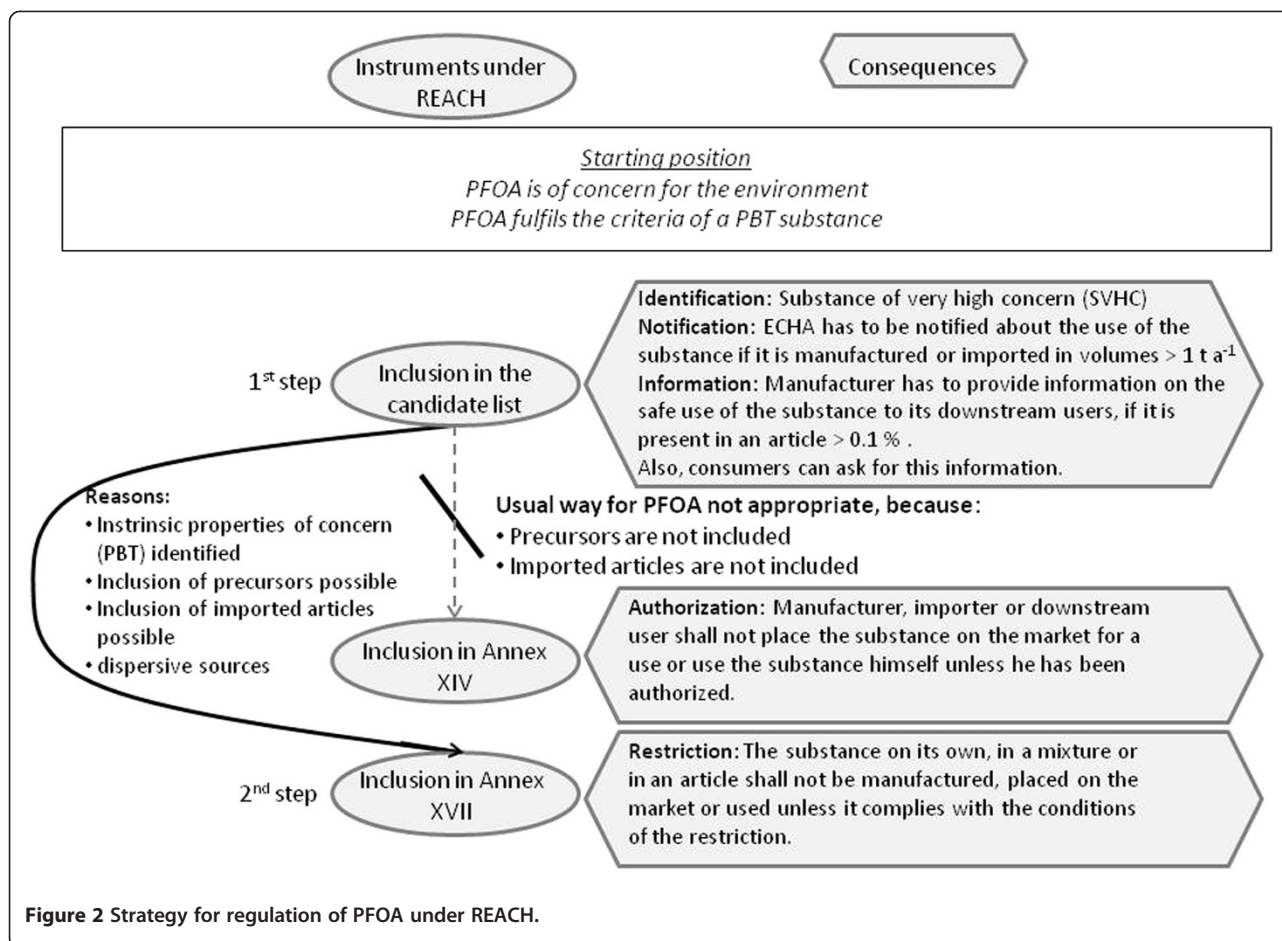 Instruments under
REACH
Consequences
Starting position
PFOA is of concern for the environment
PFOA fulfils the criteria of a PBT substance
1st step
Inclusion in the
candidate list
Identification: Substance of very high concern (SVHC)
Notification: ECHA has to be notified about the use of the
substance if it is manufactured or imported in volumes > 1 t a-1
Information: Manufacturer has to provide information on the
safe use of the substance to its downstream users, if it is
present in an article > 0.1 % .
Also, consumers can ask for this information.
Reasons:
• Instrinsic properties of concern
(PBT) identified
• Inclusion of precursors possible
• Inclusion of imported articles
possible
• dispersive sources
Usual way for PFOA not appropriate, because:
• Precursors are not included
• Imported articles are not included
Inclusion in Annex
XIV
Authorization: Manufacturer, importer or downstream
user shall not place the substance on the market for a
use or use the substance himself unless he has been
authorized.
2nd step
Inclusion in Annex
XVII
Restriction: The substance on its own, in a mixture or
in an article shall not be manufactured, placed on the
market or used unless it complies with the conditions
of the restriction.
Figure 2 Strategy for regulation of PFOA under REACH.